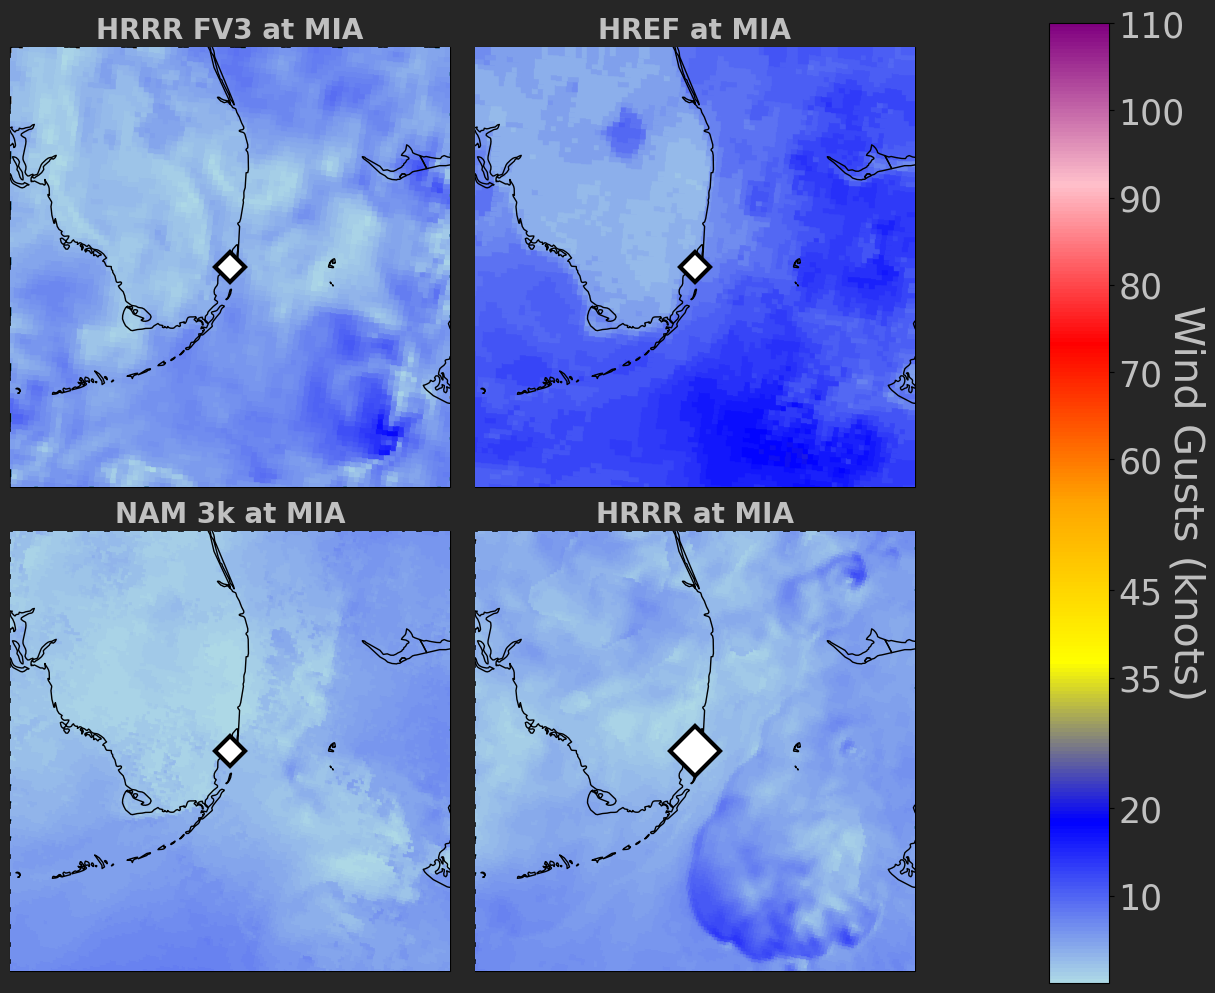 HRRR FV3 at MIA
HREF at MIA
NAM 3k at MIA
HRRR at MIA
110
100
90
80
70
60
45
35
20
10
Wind Gusts (knots)